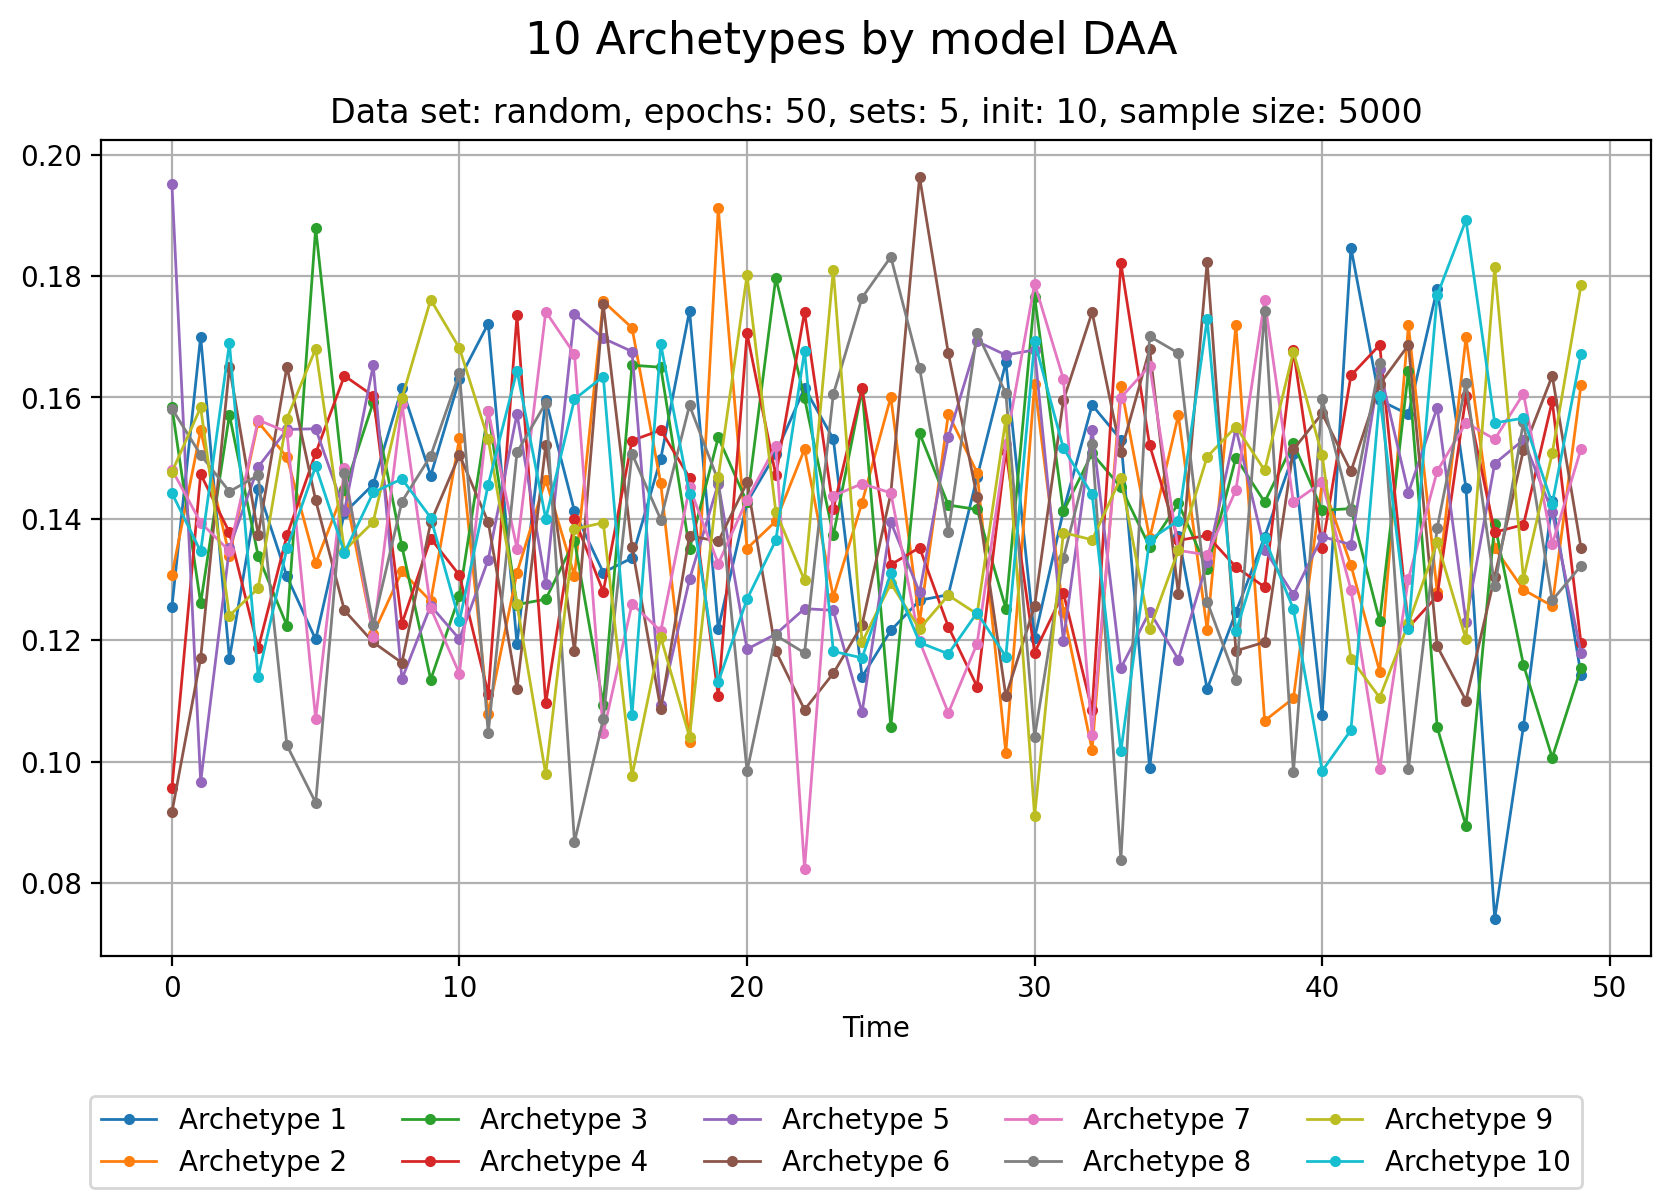 10 Archetypes by model DAA
Data set: random, epochs: 50, sets: 5, init: 10, sample size: 5000
0.20
0.18
0.16
0.14
0.12
0.10
0.08
0 10 20 30 40 50
Time
Archetype 1 Archetype 3 Archetype 5 Archetype 7 Archetype 9
Archetype 2 Archetype 4 Archetype 6 Archetype 8 Archetype 10